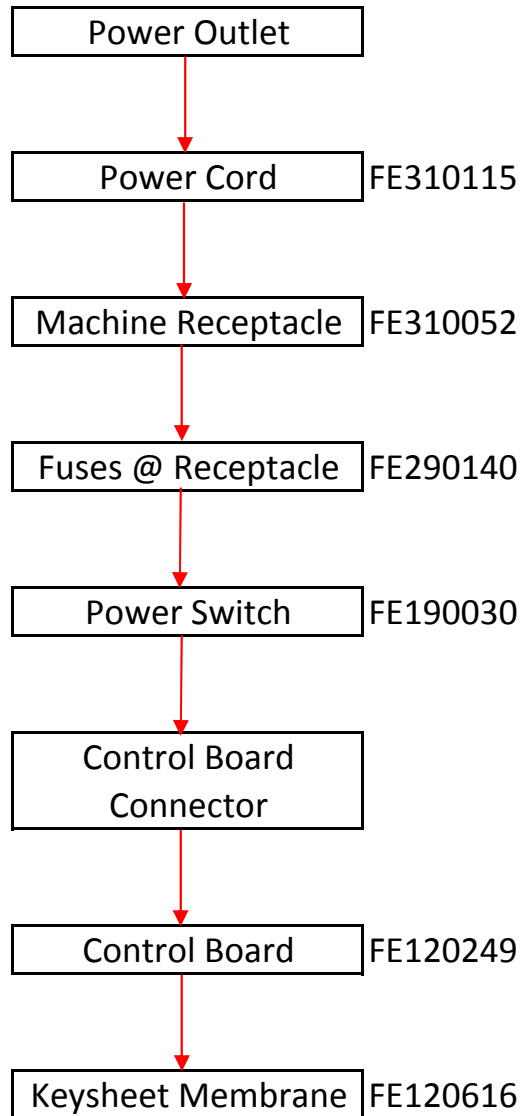 Power Outlet
Power Cord FE310115
Machine Receptacle FE310052
Fuses @ Receptacle FE290140
Power Switch FE190030
Control Board
Connector
Control Board FE120249
Keysheet Membrane FE120616